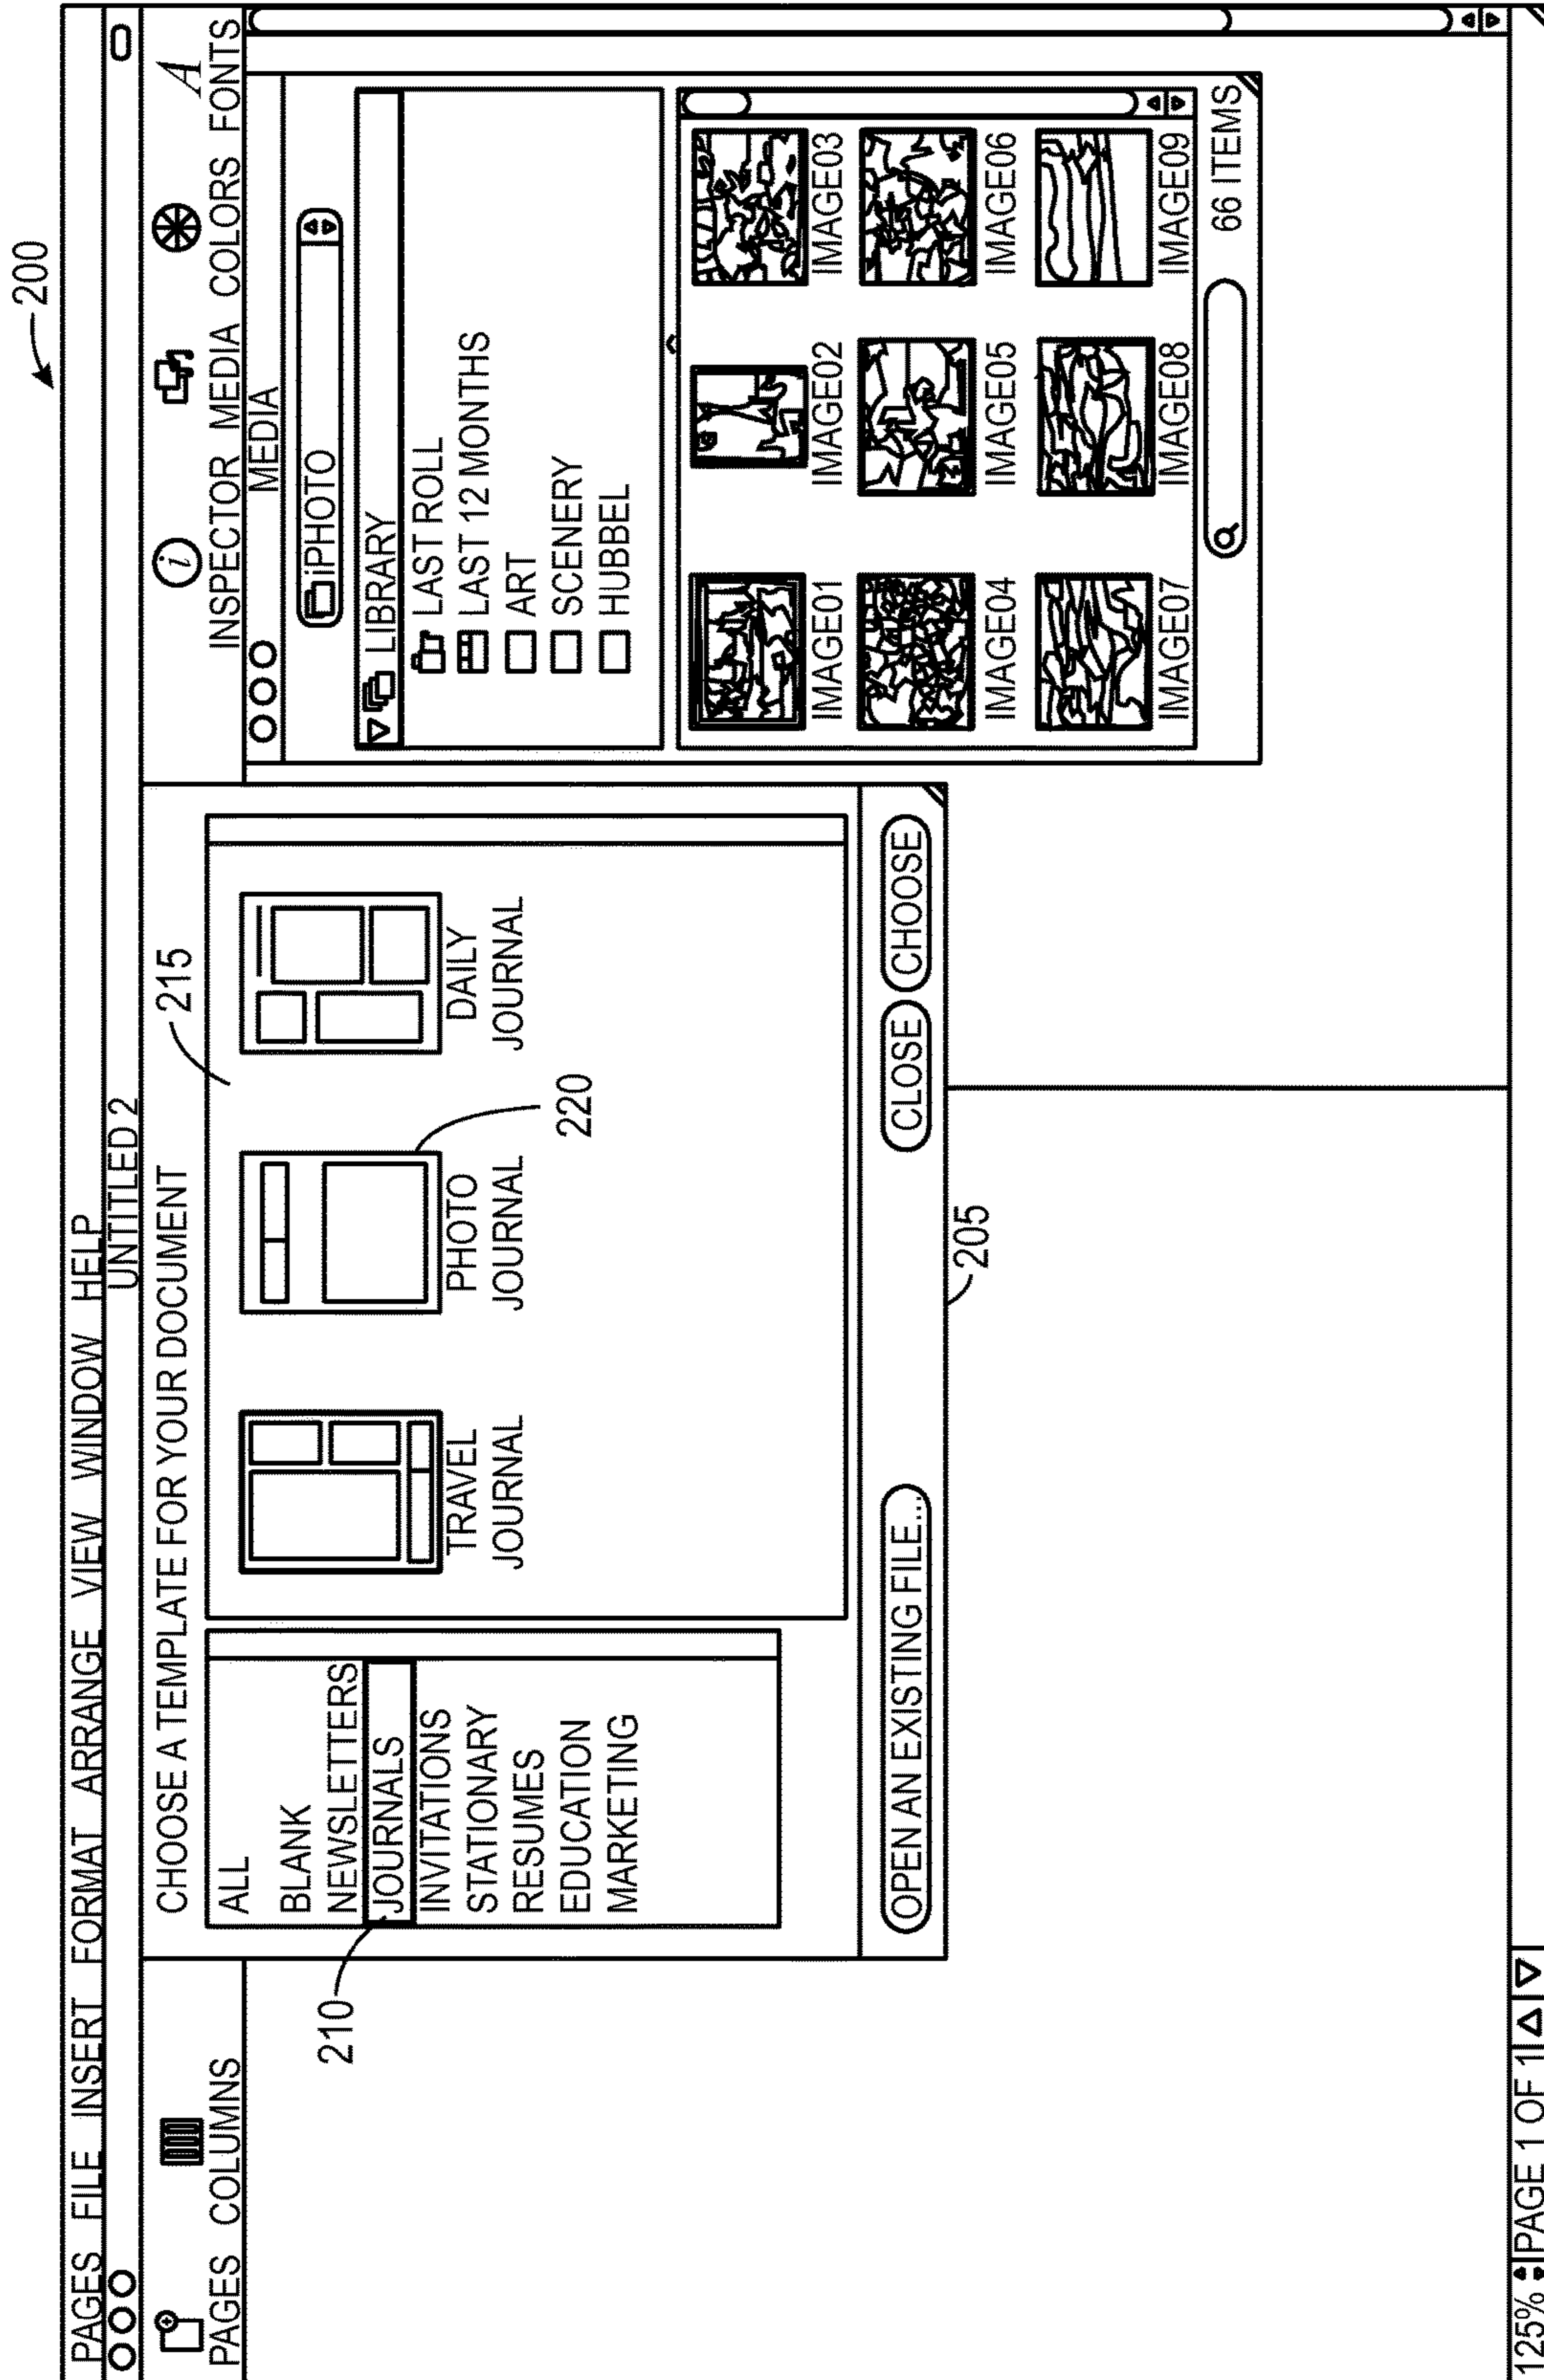 200
PAGES FILE INSERT FORMAT ARRANGE VIEW WINDOW HELP
UNTITLED 2
PAGES COLUMNS
INSPECTOR MEDIA COLORS FONTS
CHOOSE A TEMPLATE FOR YOUR DOCUMENT
215
ALL
BLANK
NEWSLETTERS
JOURNALS
INVITATIONS
STATIONARY
RESUMES
EDUCATION
MARKETING
210
TRAVEL
JOURNAL
PHOTO
JOURNAL
DAILY
JOURNAL
220
OPEN AN EXISTING FILE...
CLOSE
CHOOSE
205
MEDIA
iPHOTO
LIBRARY
LAST ROLL
LAST 12 MONTHS
ART
SCENERY
HUBBEL
IMAGE01 IMAGE02 IMAGE03
IMAGE04 IMAGE05 IMAGE06
IMAGE07 IMAGE08 IMAGE09
66 ITEMS
125% PAGE 1 OF 1